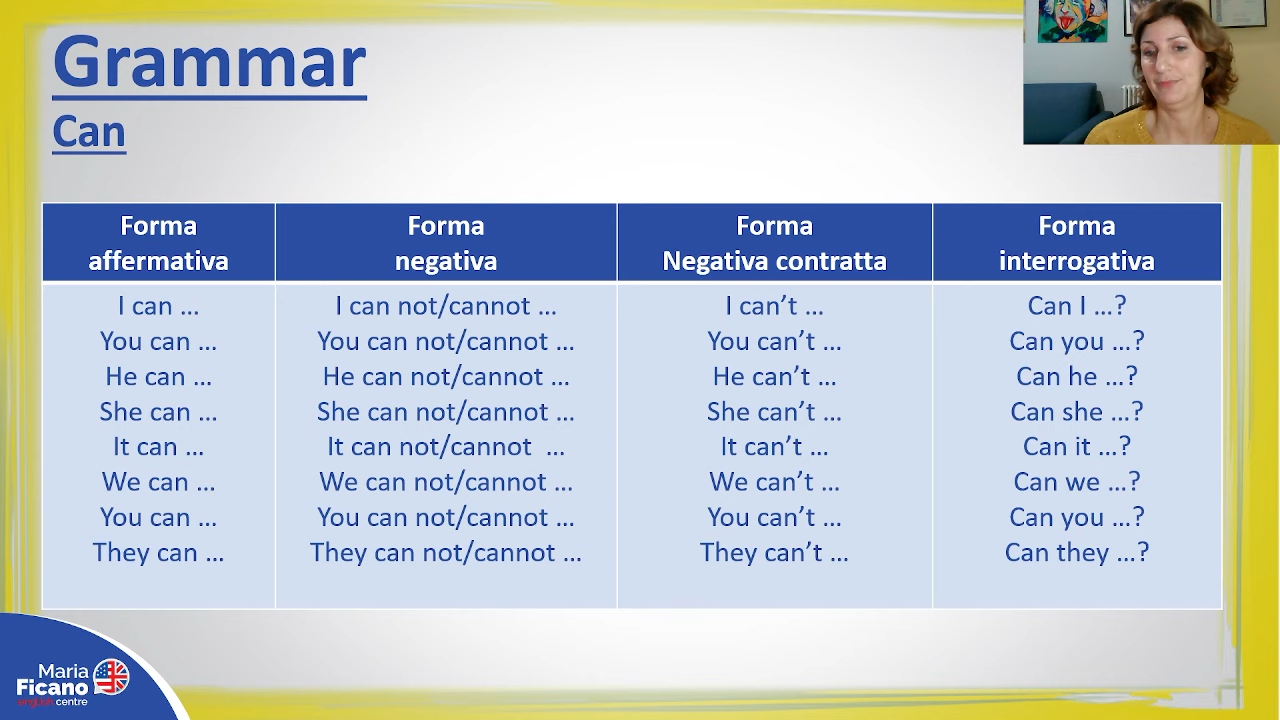 Grammar
Can
Forma affermativa
Forma negativa
Forma Negativa contratta
Forma interrogativa
I can ...
I can not/cannot ...
I can’t ...
Can I ...?
You can ...
You can not/cannot ...
You can’t ...
Can you ...?
He can ...
He can not/cannot ...
He can’t ...
Can he ...?
She can ...
She can not/cannot ...
She can’t ...
Can she ...?
It can ...
It can not/cannot ...
It can’t ...
Can it ...?
We can ...
We can not/cannot ...
We can’t ...
Can we ...?
You can ...
You can not/cannot ...
You can’t ...
Can you ...?
They can ...
They can not/cannot ...
They can’t ...
Can they ...?
Maria
Ficano
english centre